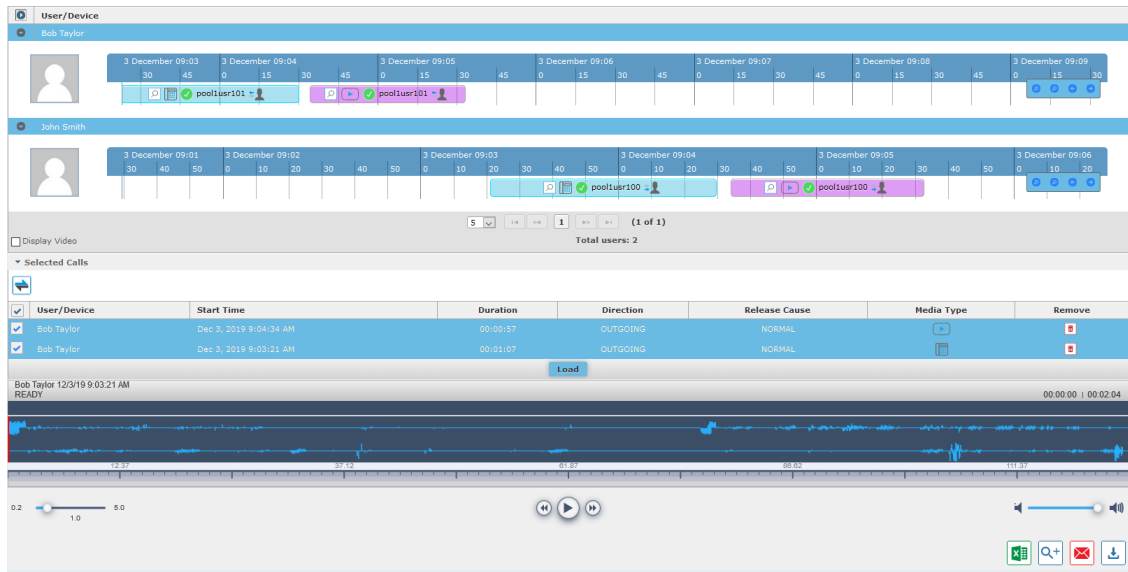 User/Device
Bob Taylor
3 December 09:03 3 December 09:04 3 December 09:05 3 December 09:06 3 December 09:07 3 December 09:08 3 December 09:09
30 45 0 15 30 45 0 15 30 45 0 15 30 45 0 15 30 45 0 15 30 45 0 15 30
pool1usr101 pool1usr101
John Smith
3 December 09:01 3 December 09:02 3 December 09:03 3 December 09:04 3 December 09:05 3 December 09:06
30 40 50 0 10 20 30 40 50 0 10 20 30 40 50 0 10 20 30 40 50 0 10 20 30 40 50 0 10 20
pool1usr100 pool1usr100
5 1 (1 of 1)
Display Video Total users: 2
Selected Calls
User/Device Start Time Duration Direction Release Cause Media Type Remove
Bob Taylor Dec 3, 2019 9:04:34 AM 00:00:57 OUTGOING NORMAL
Bob Taylor Dec 3, 2019 9:03:21 AM 00:01:07 OUTGOING NORMAL
Load
Bob Taylor 12/3/19 9:03:21 AM
READY 00:00:00 | 00:02:04
12.37 37.12 61.87 86.62 111.37
0.2 5.0
1.0